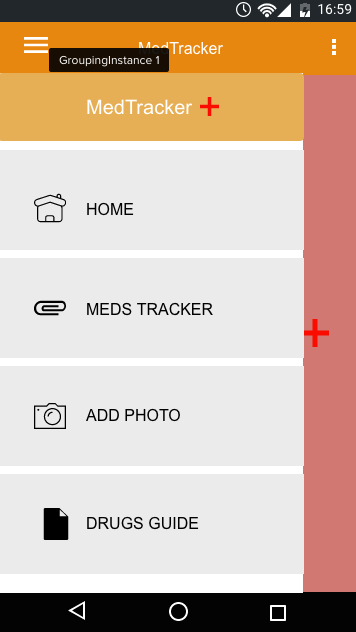 16:59
MedTracker
GroupingInstance 1
MedTracker
HOME
MEDS TRACKER
ADD PHOTO
DRUGS GUIDE